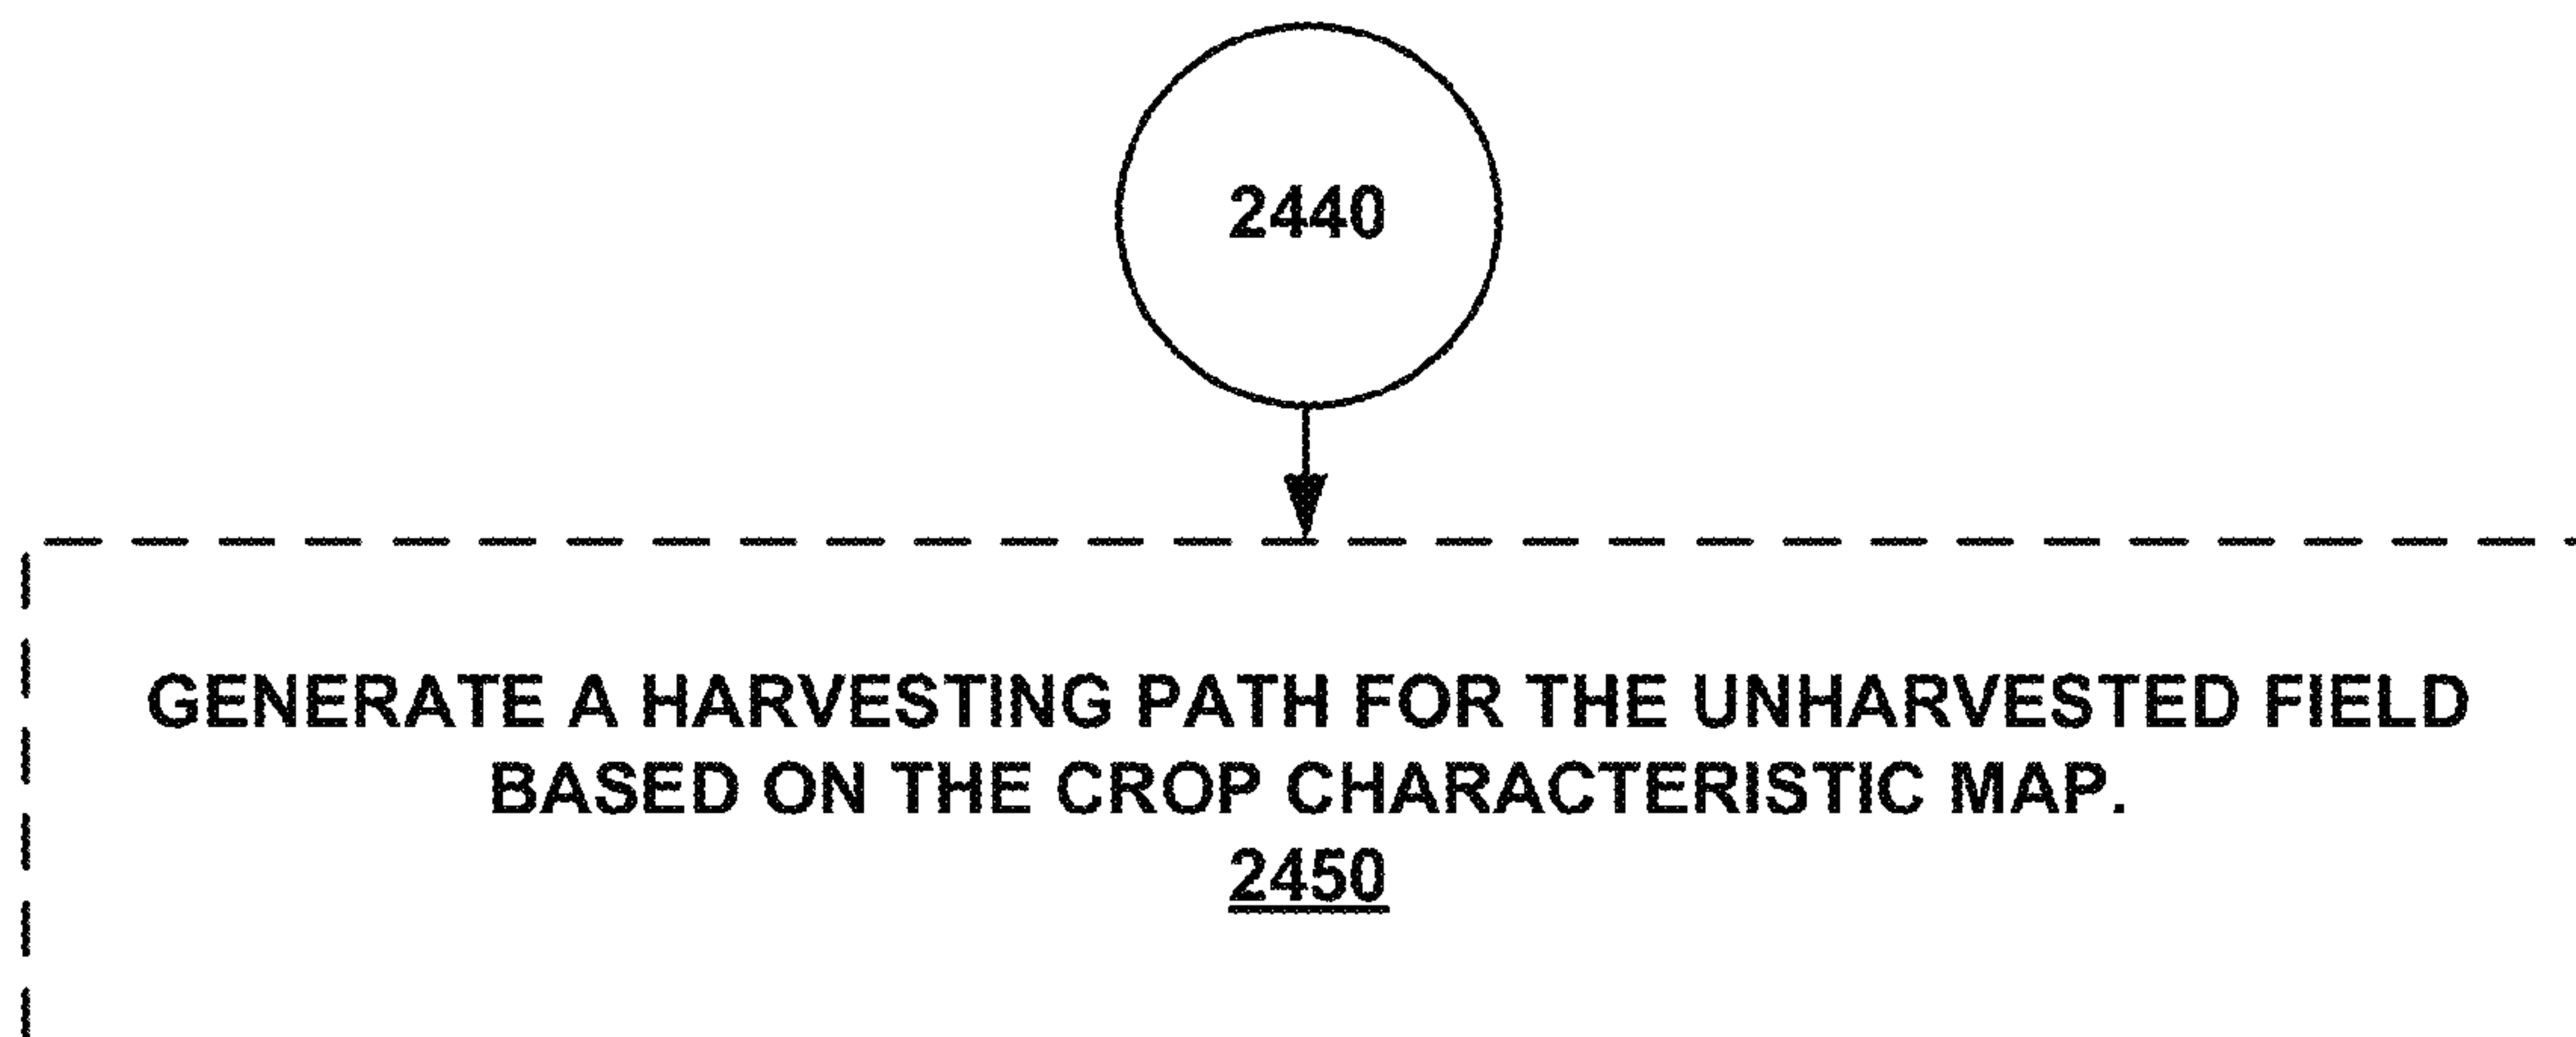 2440
GENERATE A HARVESTING PATH FOR THE UNHARVESTED FIELD
BASED ON THE CROP CHARACTERISTIC MAP.
2450